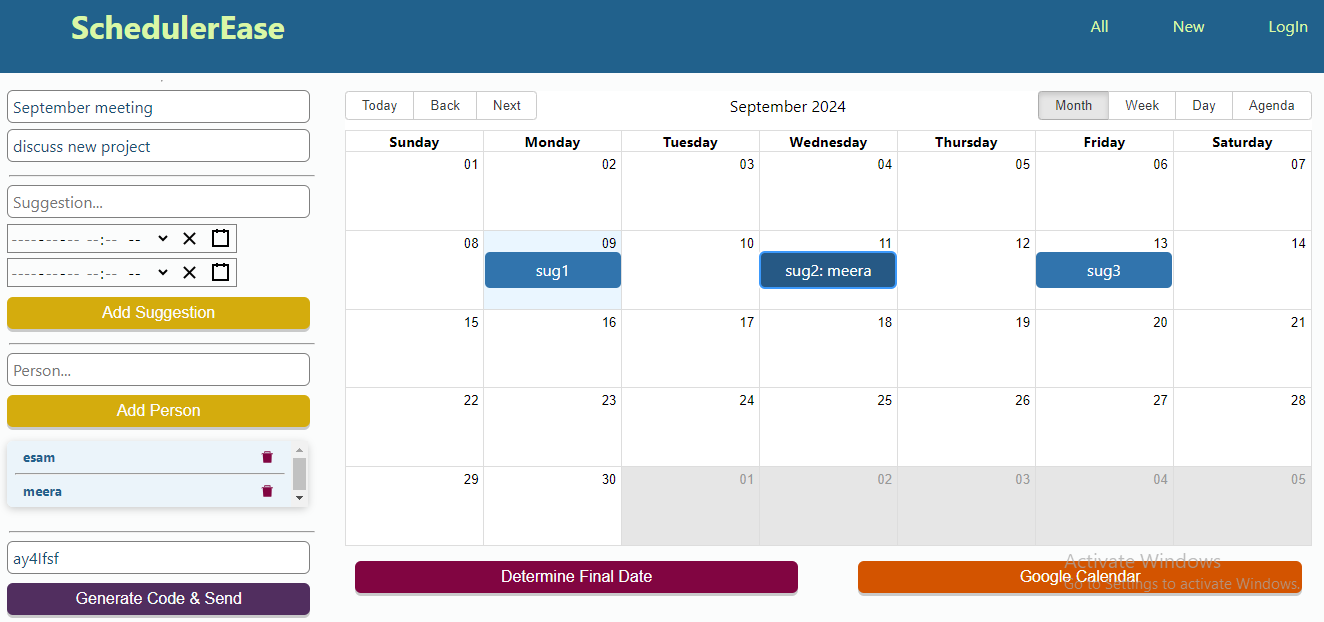 SchedulerEase
All New LogIn
September meeting
discuss new project
Suggestion...
---------- --:-- --
---------- --:-- --
Add Suggestion
Person...
Add Person
esam
meera
ay4lfsf
Generate Code & Send
Today Back Next
September 2024
Month Week Day Agenda
Sunday Monday Tuesday Wednesday Thursday Friday Saturday
01 02 03 04 05 06 07
08 09 10 11 12 13 14
sug1 sug2: meera sug3
15 16 17 18 19 20 21
22 23 24 25 26 27 28
29 30 01 02 03 04 05
Determine Final Date
Google Calendar
Activate Windows
Go to Settings to activate Windows.